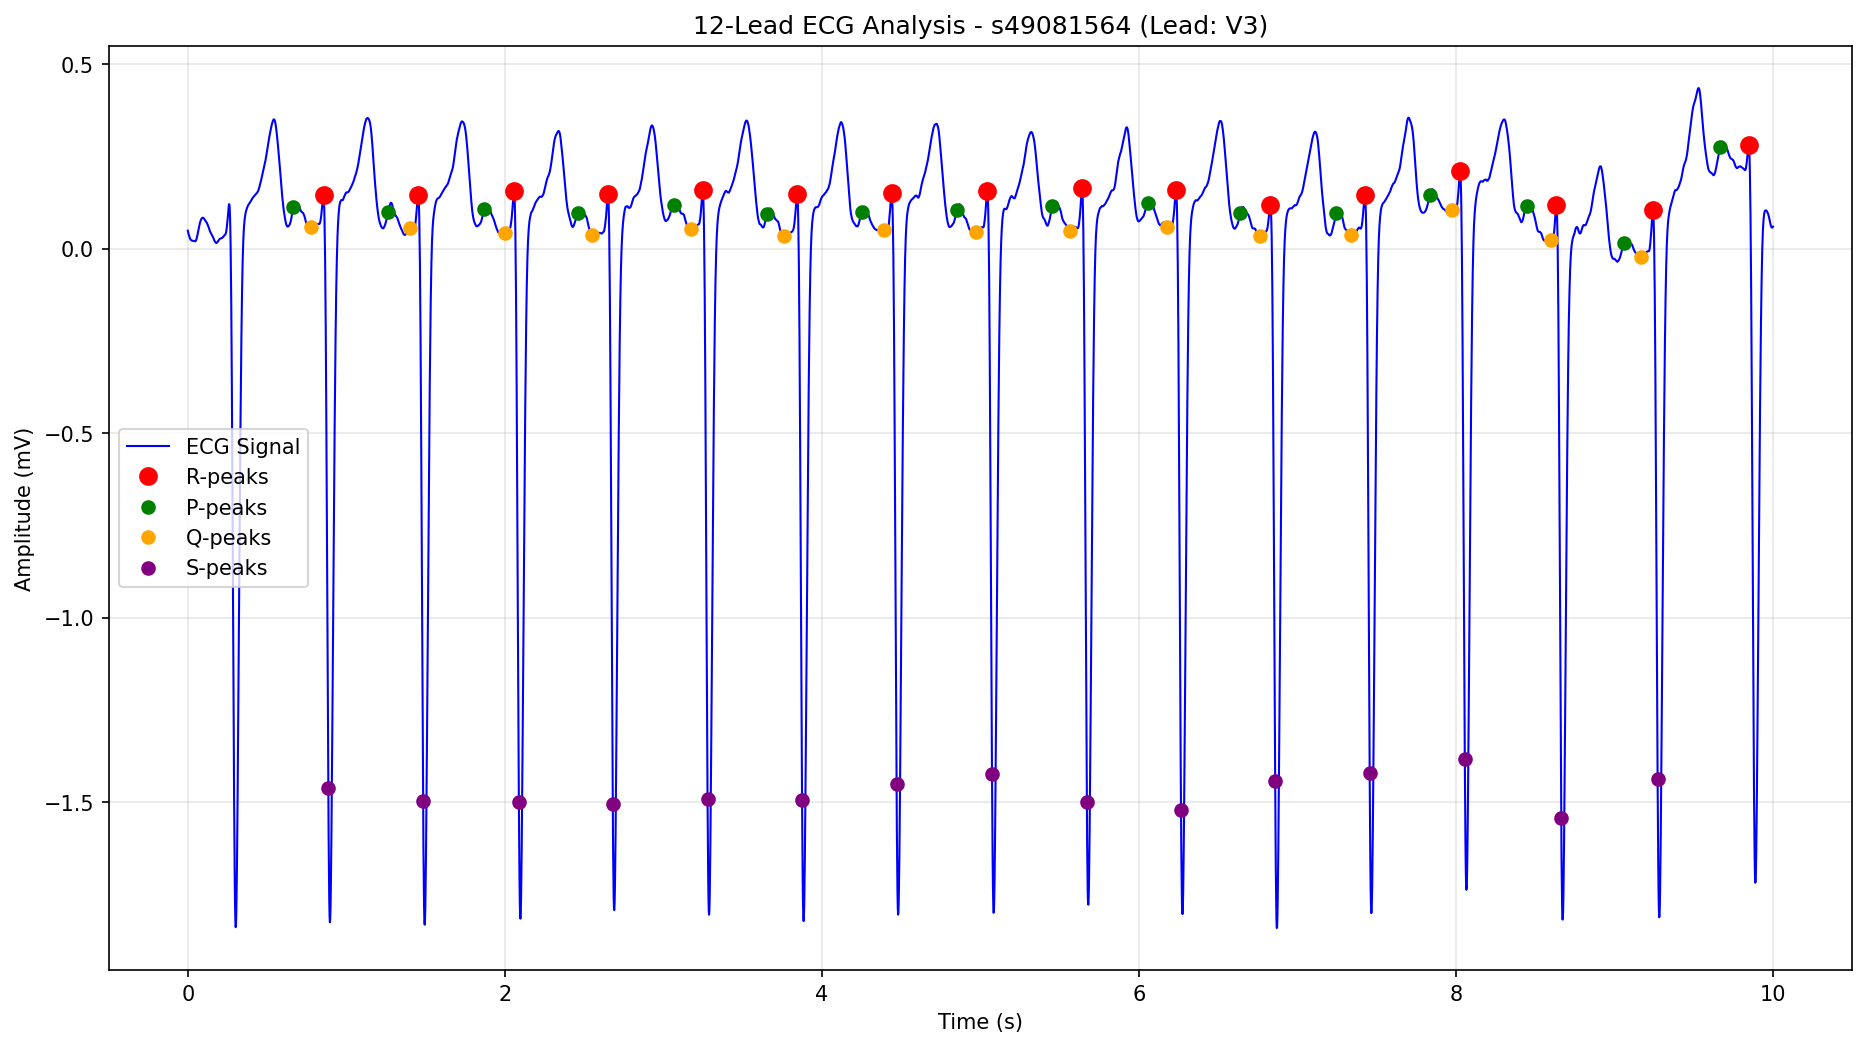 12-Lead ECG Analysis - s49081564 (Lead: V3)
0.5
0.0
−0.5
−1.0
−1.5
Amplitude (mV)
ECG Signal
R-peaks
P-peaks
Q-peaks
S-peaks
0 2 4 6 8 10
Time (s)